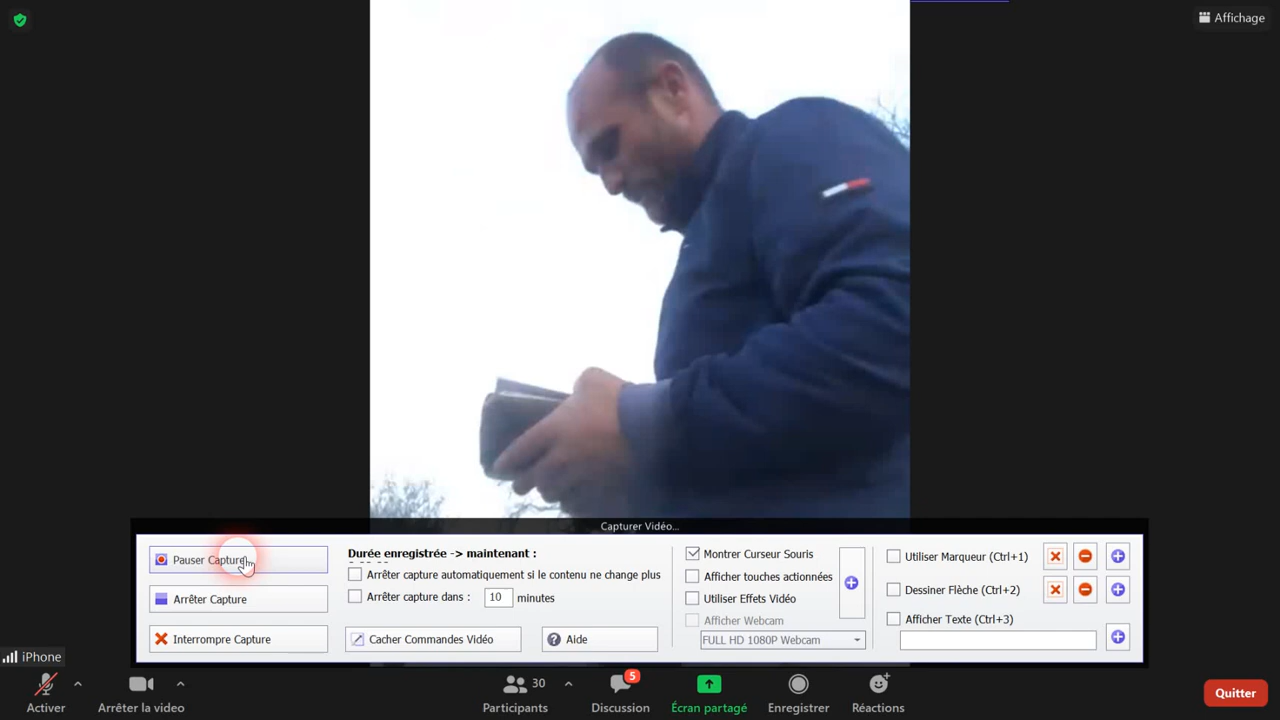 Affichage
Capturer Vidéo...
Pauser Capture
Arrêter Capture
Interrompre Capture
Durée enregistrée -> maintenant :
Arrêter capture automatiquement si le contenu ne change plus
Arrêter capture dans : 10 minutes
Cacher Commandes Vidéo
Aide
Montrer Curseur Souris
Afficher touches actionnées
Utiliser Effets Vidéo
Afficher Webcam
FULL HD 1080P Webcam
Utiliser Marqueur (Ctrl+1)
Dessiner Flèche (Ctrl+2)
Afficher Texte (Ctrl+3)
iPhone
Activer
Arrêter la video
30
Participants
5
Discussion
Écran partagé
Enregistrer
Réactions
Quitter